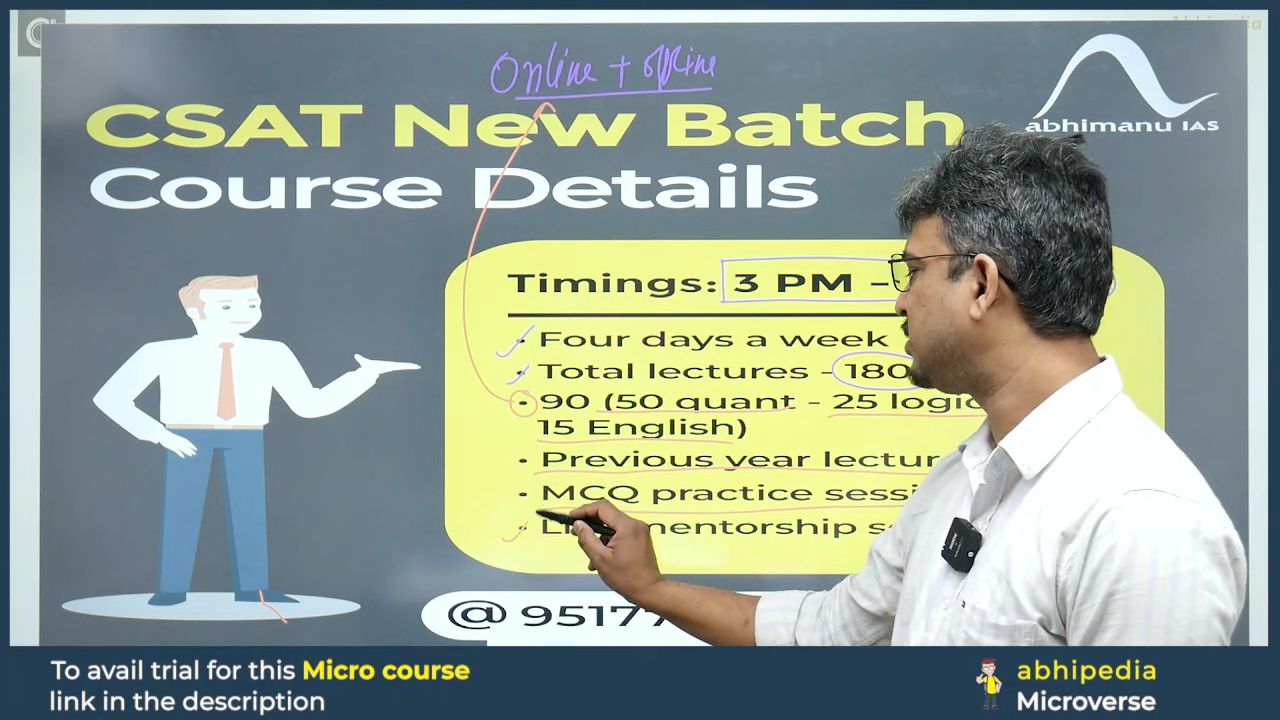 Online + offline
CSAT New Batch
Course Details
abhimanu IAS
Timings: 3 PM –
• Four days a week
• Total lectures - 180
• 90 (50 quant - 25 logic
15 English)
• Previous year lectur
• MCQ practice sessi
• mentorship s
@ 95177
To avail trial for this Micro course
link in the description
abhipedia
Microverse